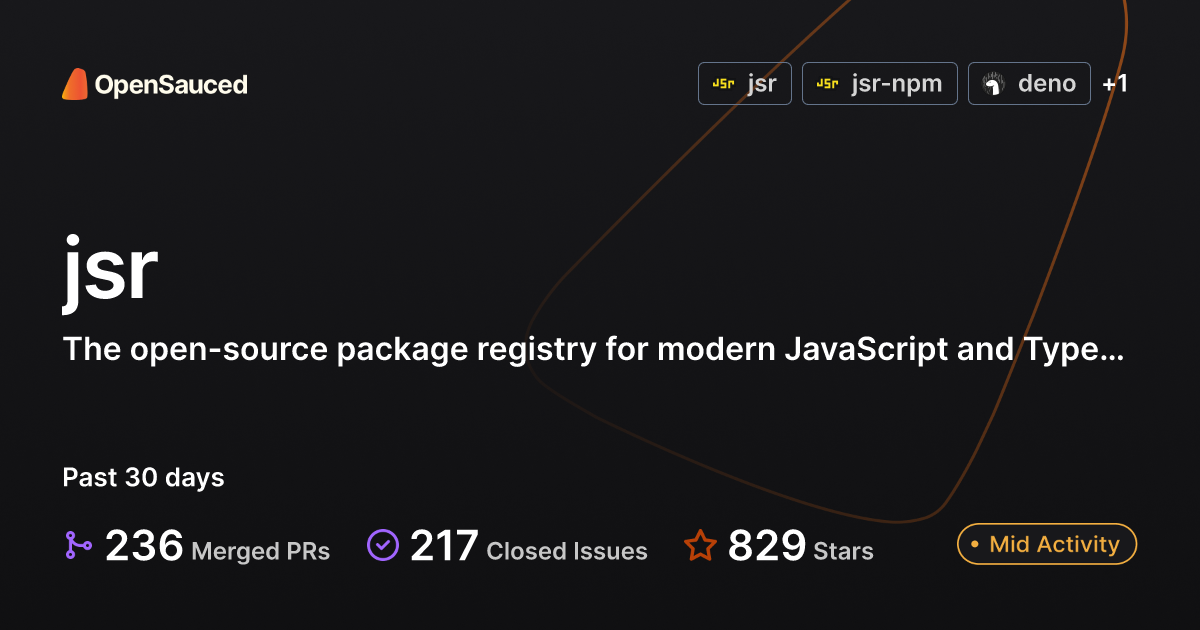 OpenSauced
JSR jsr
JSR jsr-npm
deno
+1
jsr
The open-source package registry for modern JavaScript and Type...
Past 30 days
236 Merged PRs
217 Closed Issues
829 Stars
• Mid Activity